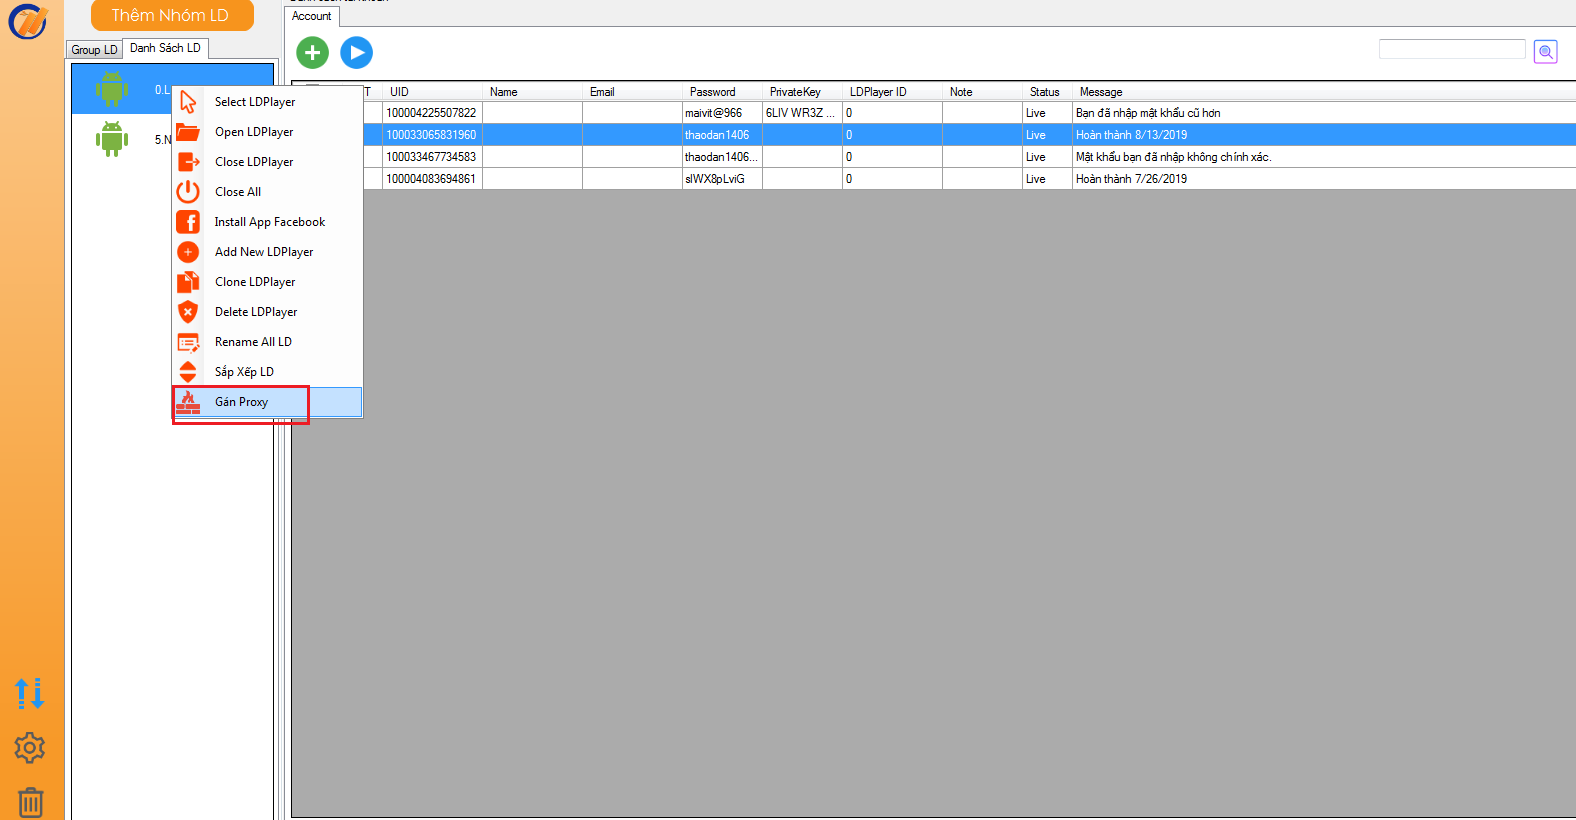 Thêm Nhóm LD
Account
Group LD
Danh Sách LD
0.L
5.N
Select LDPlayer
Open LDPlayer
Close LDPlayer
Close All
Install App Facebook
Add New LDPlayer
Clone LDPlayer
Delete LDPlayer
Rename All LD
Sắp Xếp LD
Gán Proxy
T UID Name Email Password PrivateKey LDPlayer ID Note Status Message
100004225507822 maivit@966 6LIV WR3Z ... 0 Live Bạn đã nhập mật khẩu cũ hơn
100033065831960 thaodan1406 0 Live Hoàn thành 8/13/2019
100033467734583 thaodan1406... 0 Live Mật khẩu bạn đã nhập không chính xác.
100004083694861 slWX8pLviG 0 Live Hoàn thành 7/26/2019